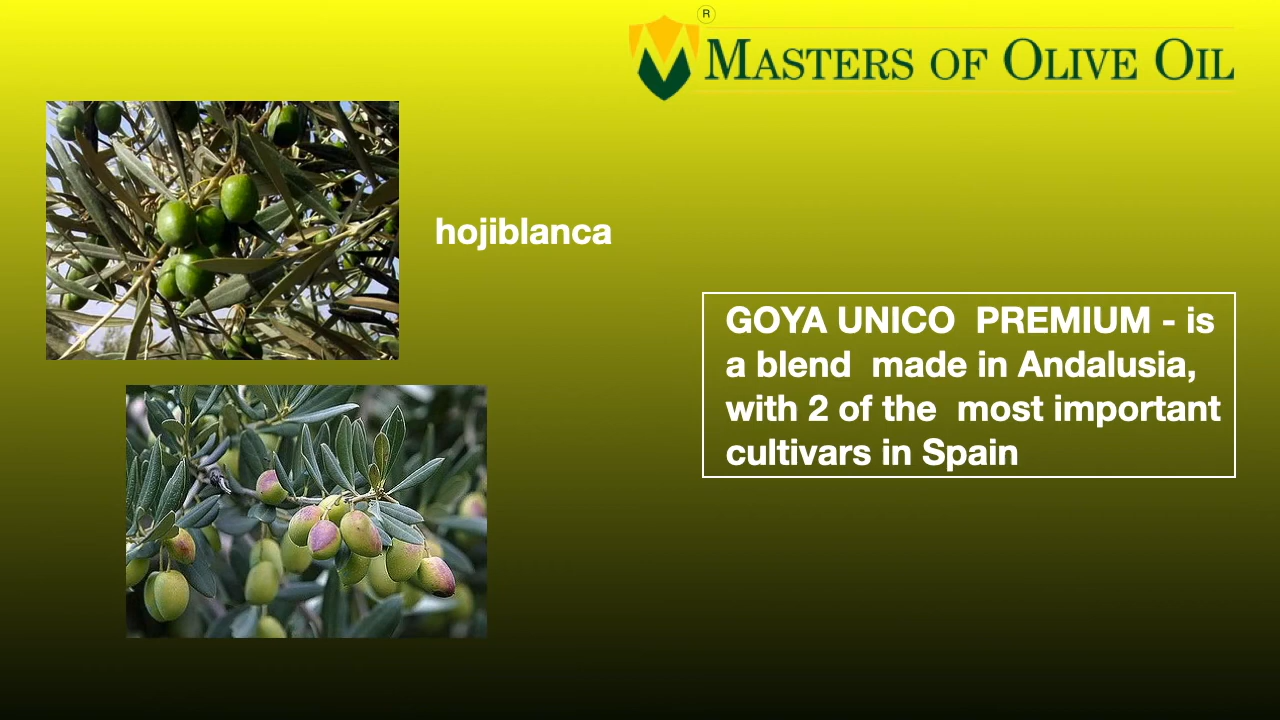 ®
MASTERS OF OLIVE OIL
hojiblanca
GOYA UNICO  PREMIUM - is
a blend  made in Andalusia,
with 2 of the  most important
cultivars in Spain